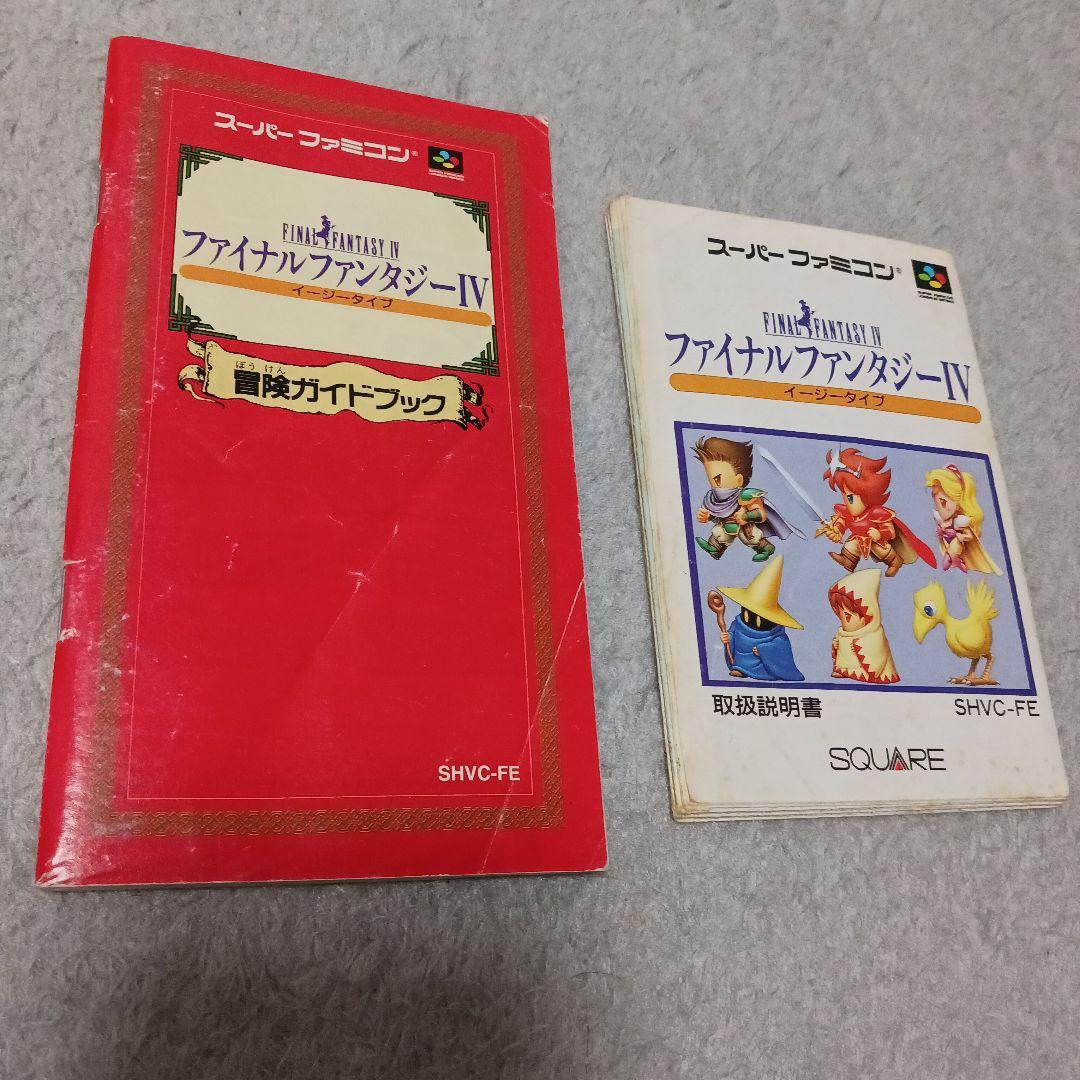 スーパーファミコン®
FINAL FANTASY IV
ファイナルファンタジーIV
イージータイプ
ぼうけん
冒険ガイドブック
SHVC-FE
スーパーファミコン®
FINAL FANTASY IV
ファイナルファンタジーIV
イージータイプ
取扱説明書
SHVC-FE
SQUARE